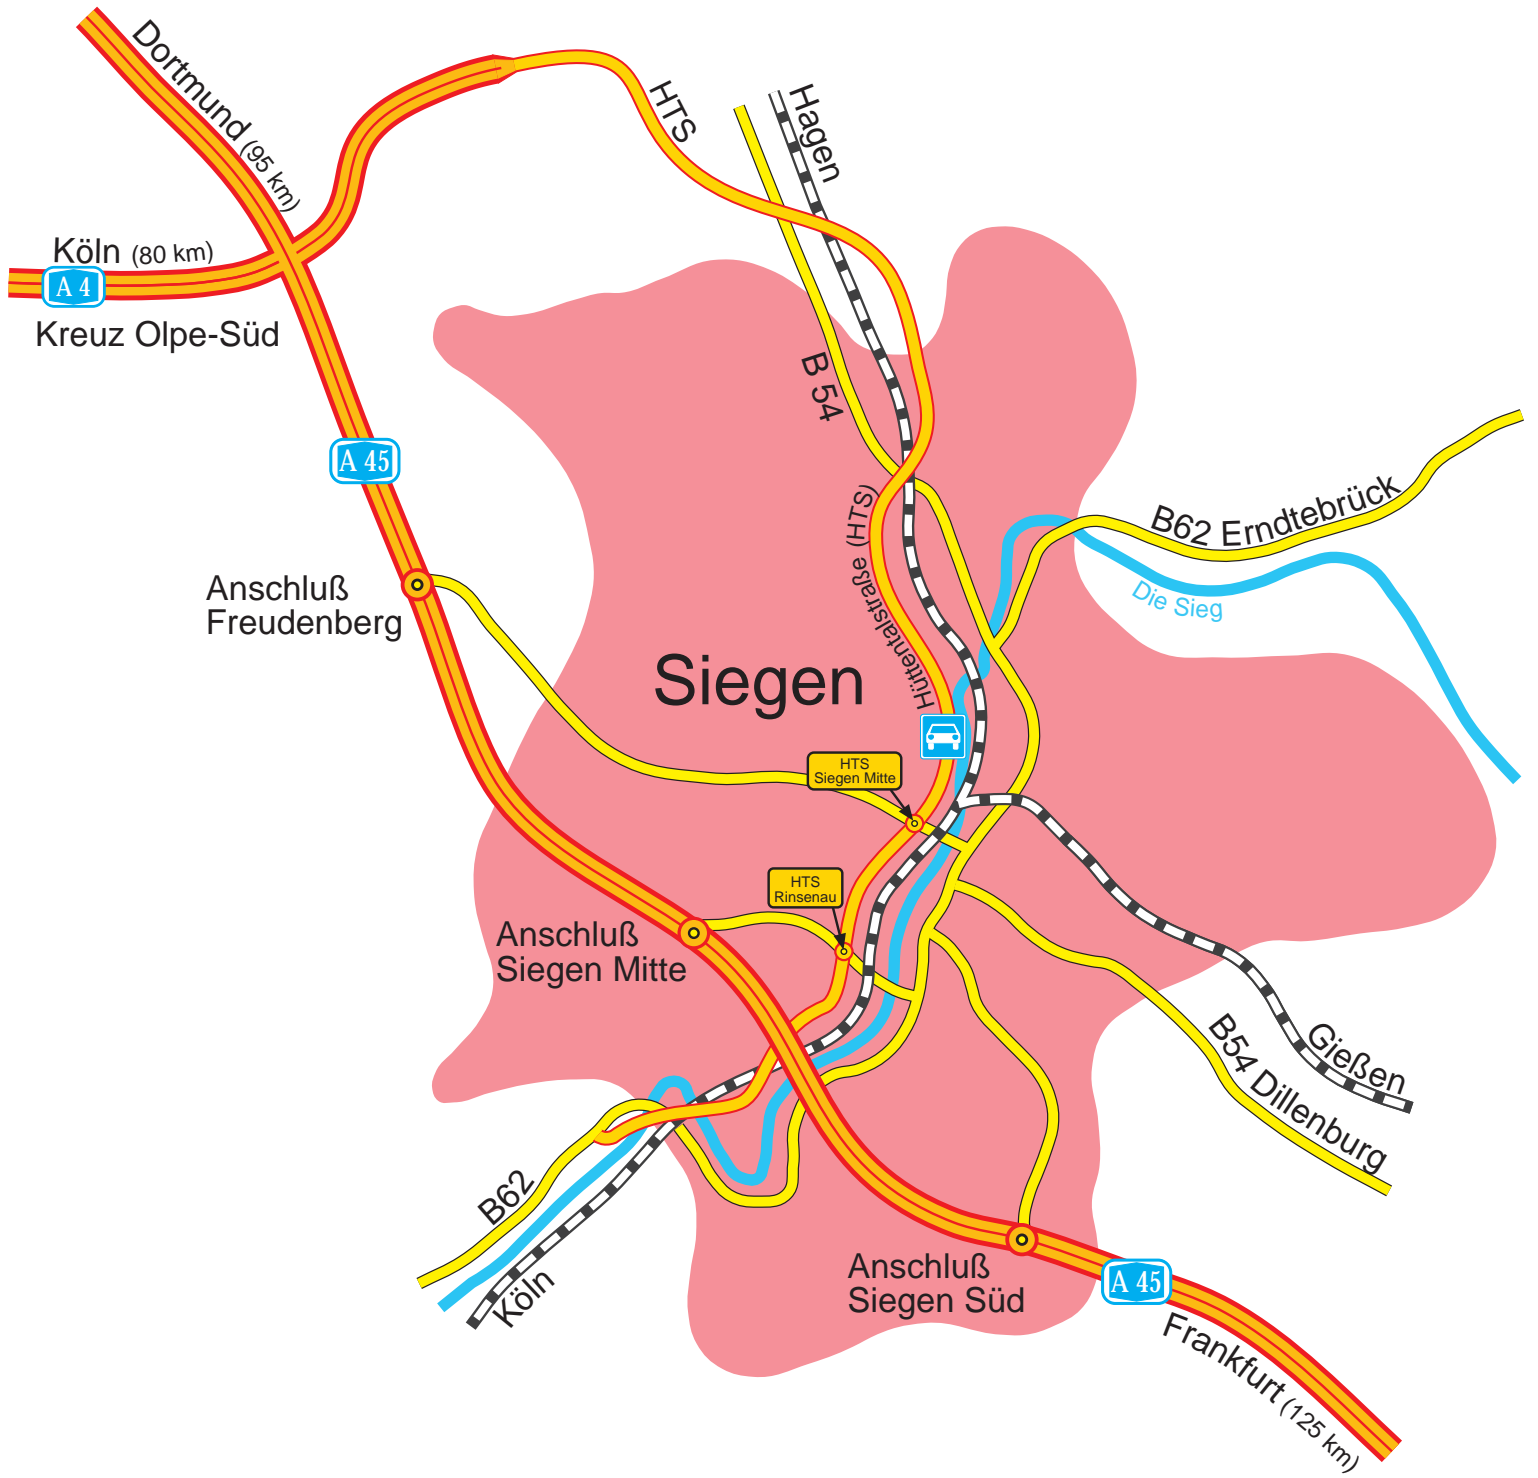 Dortmund (95 km)
HTS
Hagen
Köln (80 km)
A 4
Kreuz Olpe-Süd
B 54
A 45
B62 Erndtebrück
Hüttentalstraße (HTS)
Die Sieg
Anschluß
Freudenberg
Siegen
HTS
Siegen Mitte
HTS
Rinsenau
Anschluß
Siegen Mitte
Gießen
B54 Dillenburg
B62
Köln
Anschluß
Siegen Süd
A 45
Frankfurt (125 km)